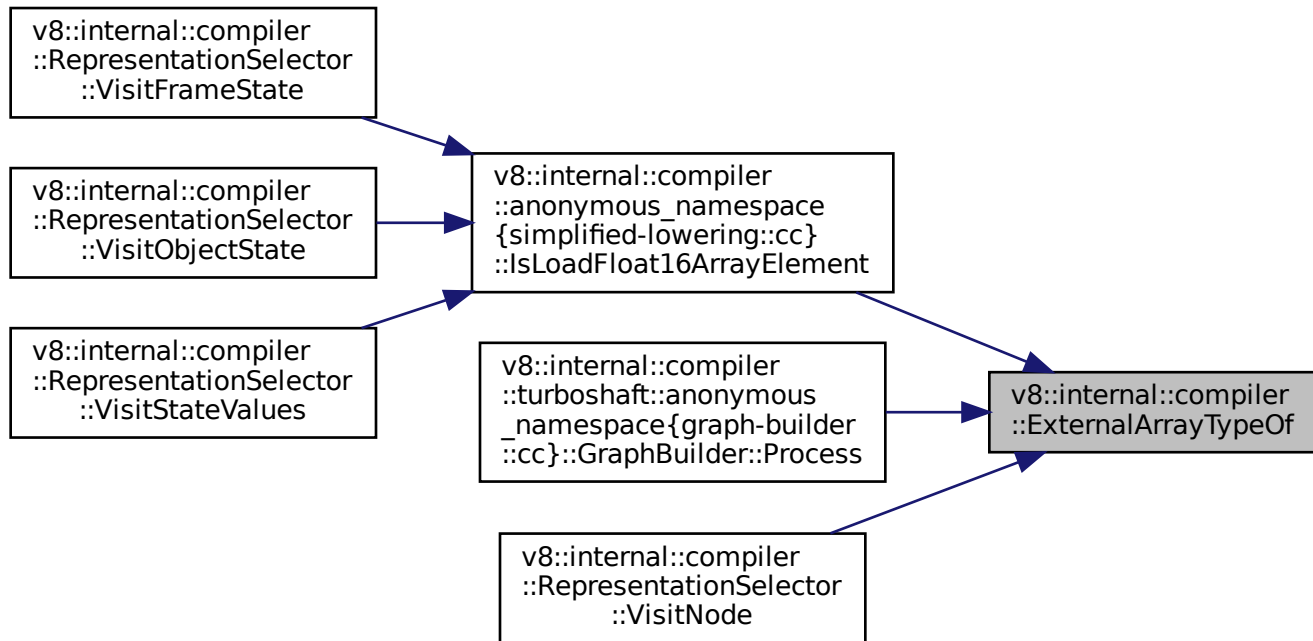 v8::internal::compiler
::RepresentationSelector
::VisitFrameState
v8::internal::compiler
::RepresentationSelector
::VisitObjectState
v8::internal::compiler
::RepresentationSelector
::VisitStateValues
v8::internal::compiler
::anonymous_namespace
{simplified-lowering::cc}
::IsLoadFloat16ArrayElement
v8::internal::compiler
::turboshaft::anonymous
_namespace{graph-builder
::cc}::GraphBuilder::Process
v8::internal::compiler
::RepresentationSelector
::VisitNode
v8::internal::compiler
::ExternalArrayTypeOf